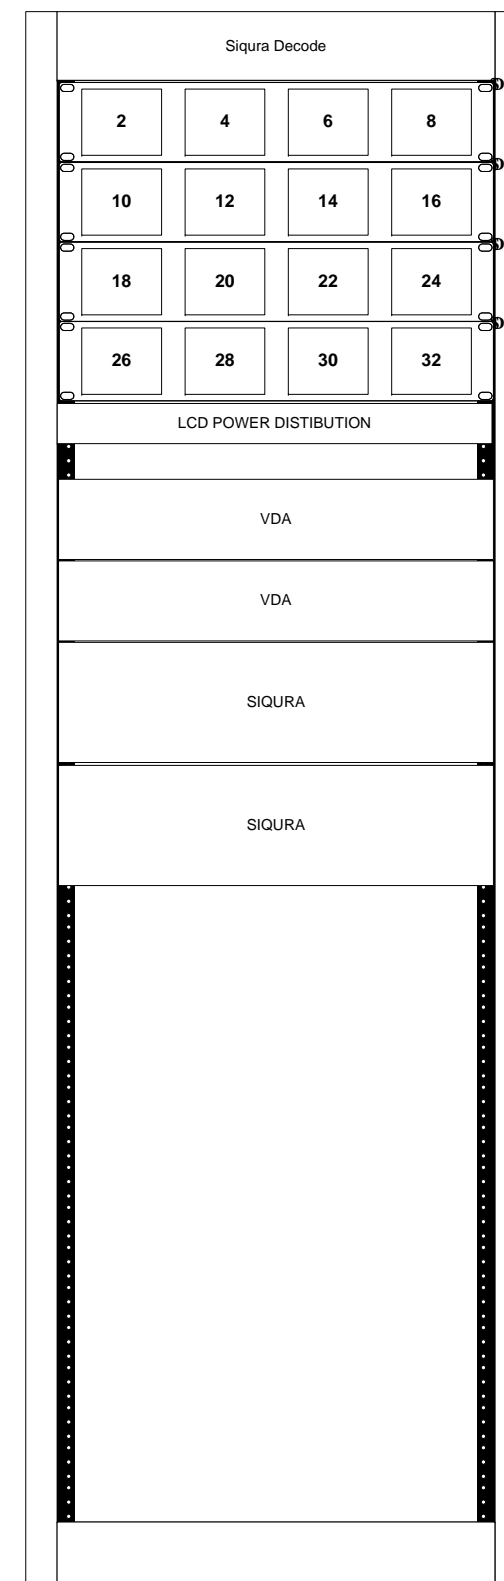 Siqura Decode
2 4 6 8
10 12 14 16
18 20 22 24
26 28 30 32
LCD POWER DISTIBUTION
VDA
VDA
SIQURA
SIQURA